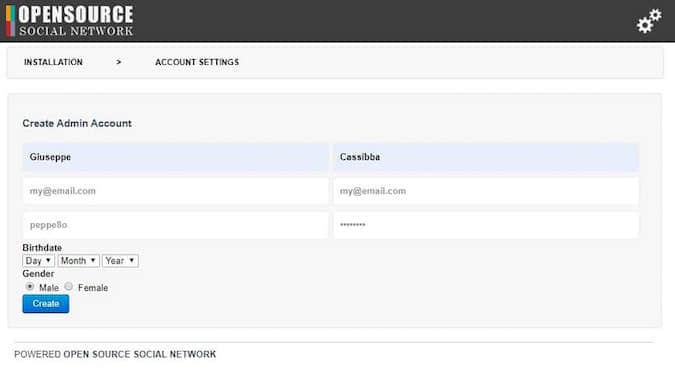 OPENSOURCE
SOCIAL NETWORK
INSTALLATION > ACCOUNT SETTINGS
Create Admin Account
Giuseppe Cassibba
my@email.com my@email.com
peppe8o ••••••••
Birthdate
Day Month Year
Gender
Male Female
Create
POWERED OPEN SOURCE SOCIAL NETWORK